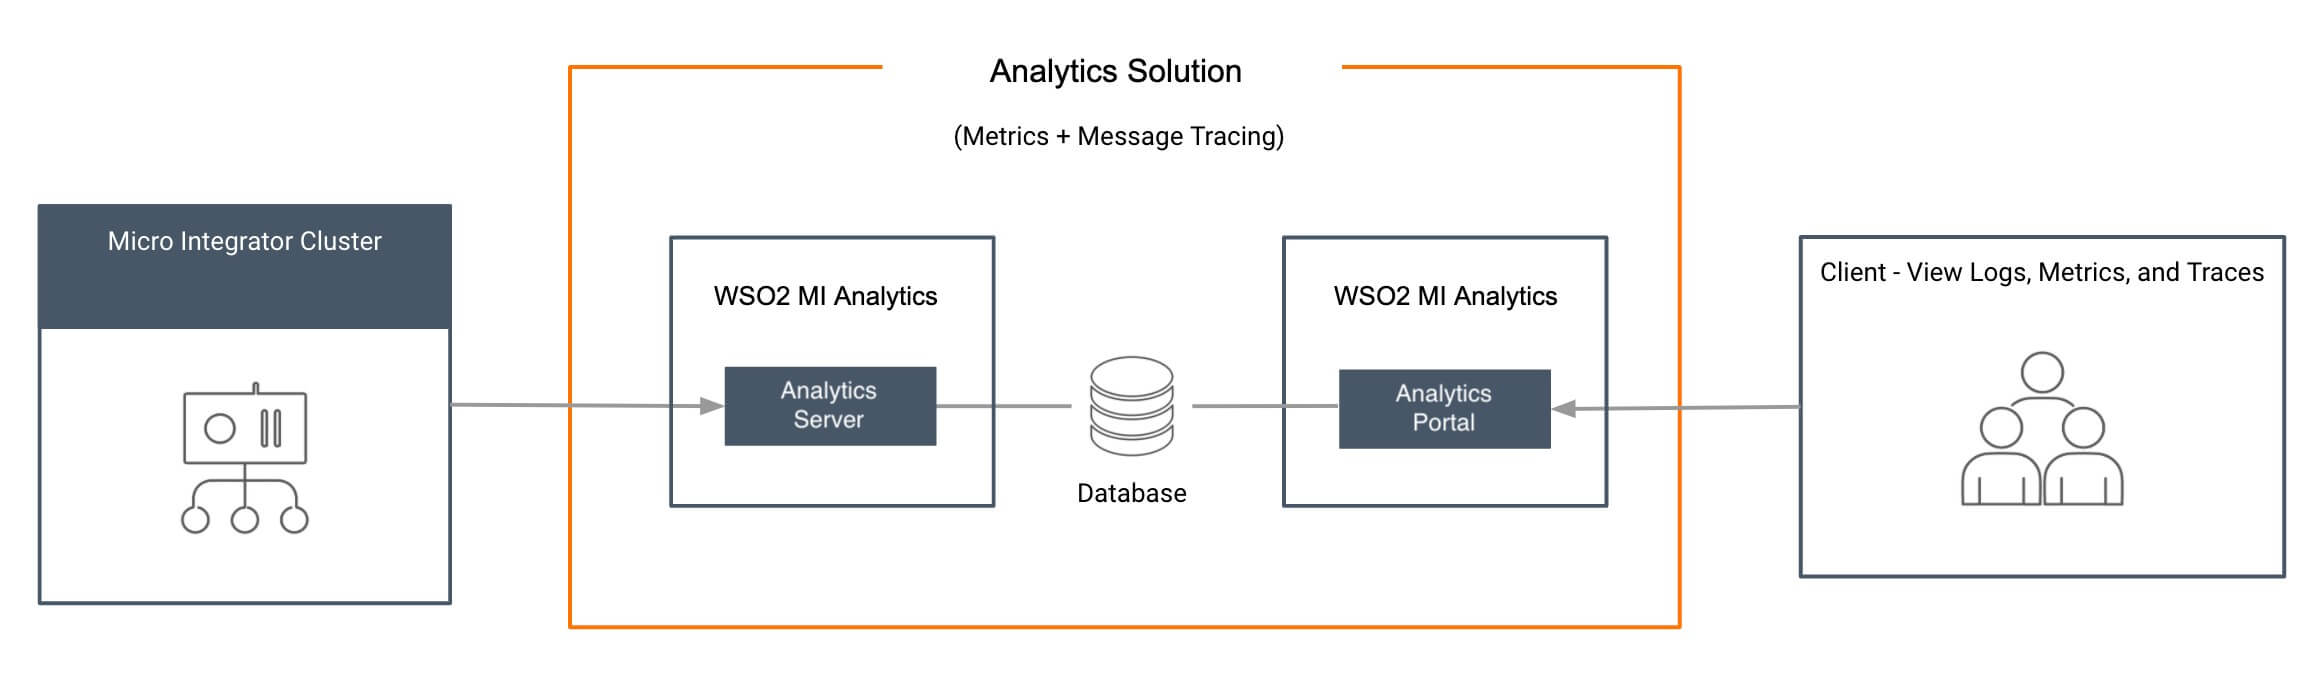 Analytics Solution
(Metrics + Message Tracing)
Micro Integrator Cluster
WSO2 MI Analytics
Analytics
Server
Database
WSO2 MI Analytics
Analytics
Portal
Client - View Logs, Metrics, and Traces